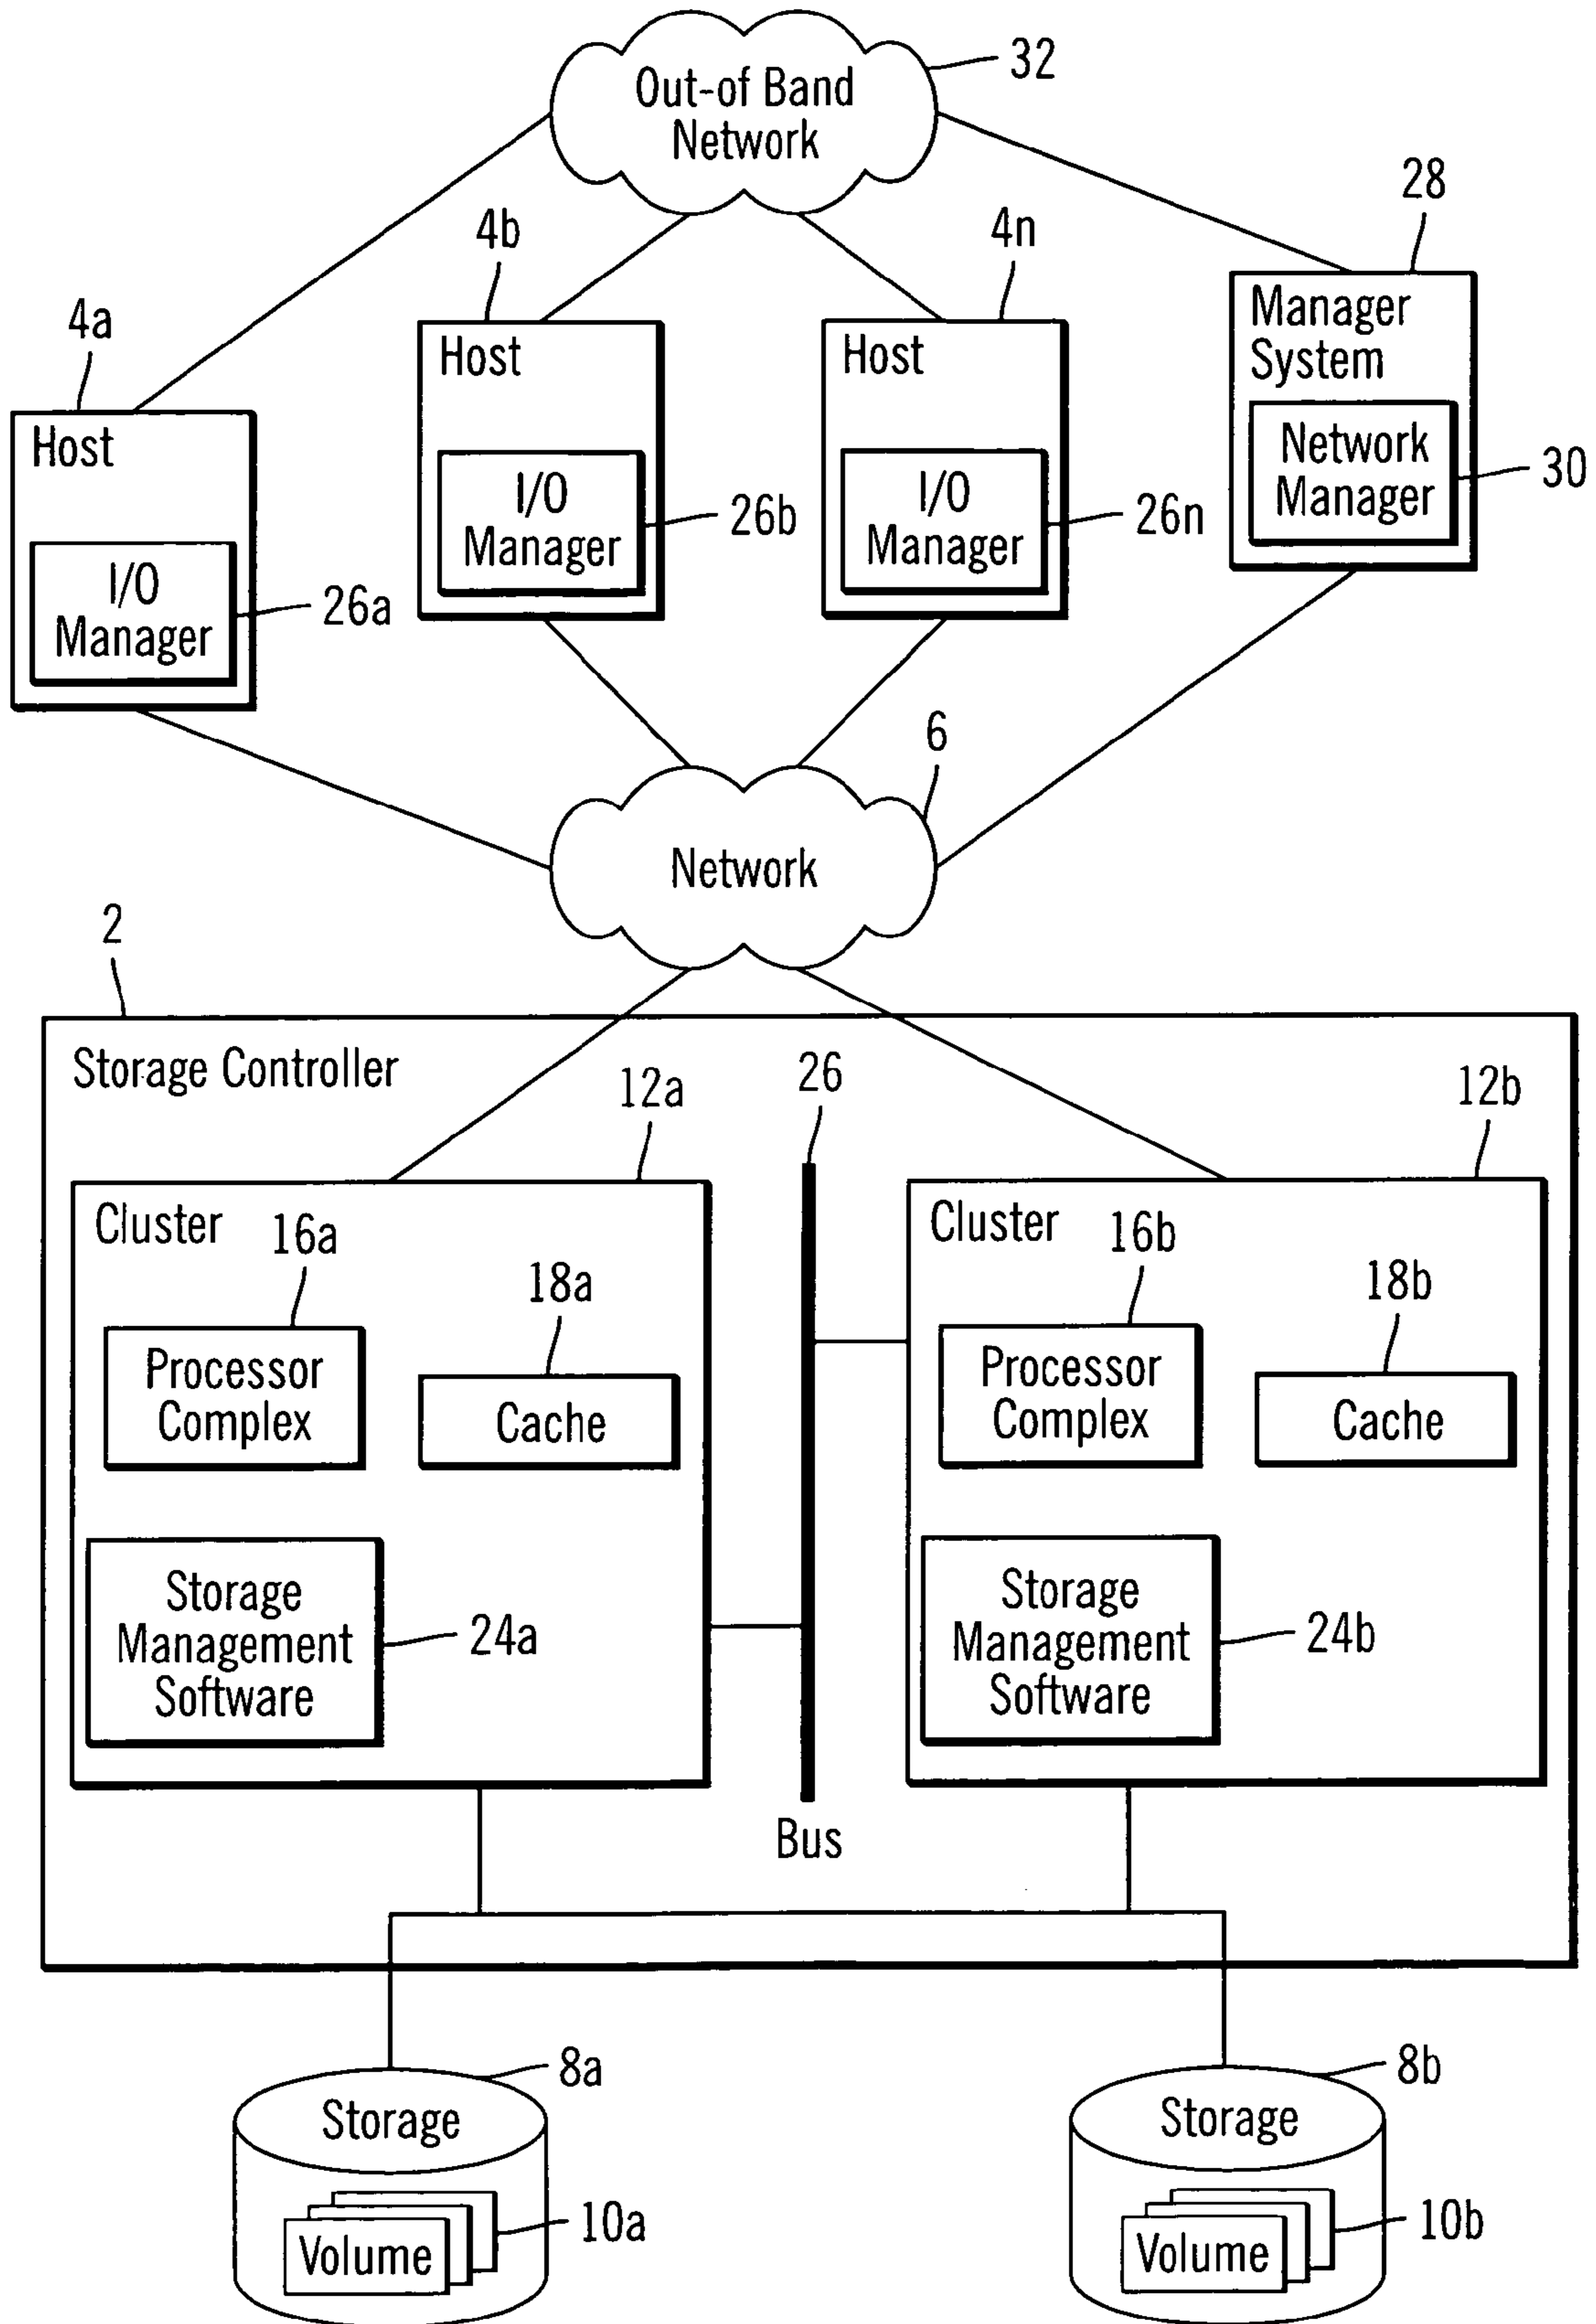 32
Out-of Band
Network
28
4b
4n
4a
Manager
System
Host
Host
Host
Network
Manager
30
I/O
Manager
26b
I/O
Manager
26n
I/O
Manager
26a
6
Network
2
Storage Controller
26
12a
12b
Cluster
16a
18a
Cluster
16b
18b
Processor
Complex
Cache
Processor
Complex
Cache
Storage
Management
Software
24a
Storage
Management
Software
24b
Bus
8a
8b
Storage
Storage
10a
Volume
10b
Volume